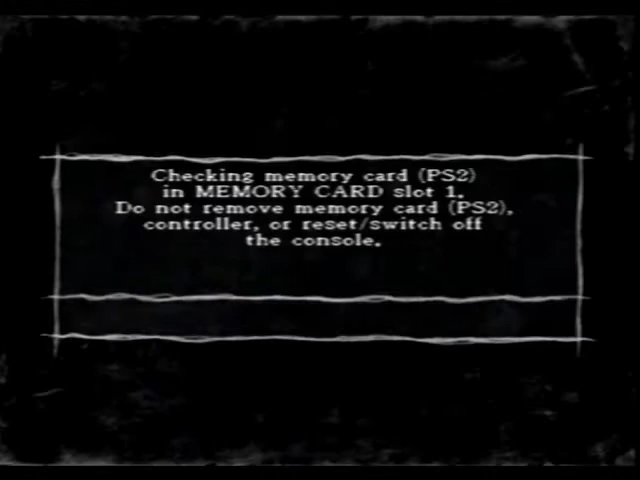 Checking memory card (PS2)
in MEMORY CARD slot 1.
Do not remove memory card (PS2),
controller, or reset/switch off
the console.